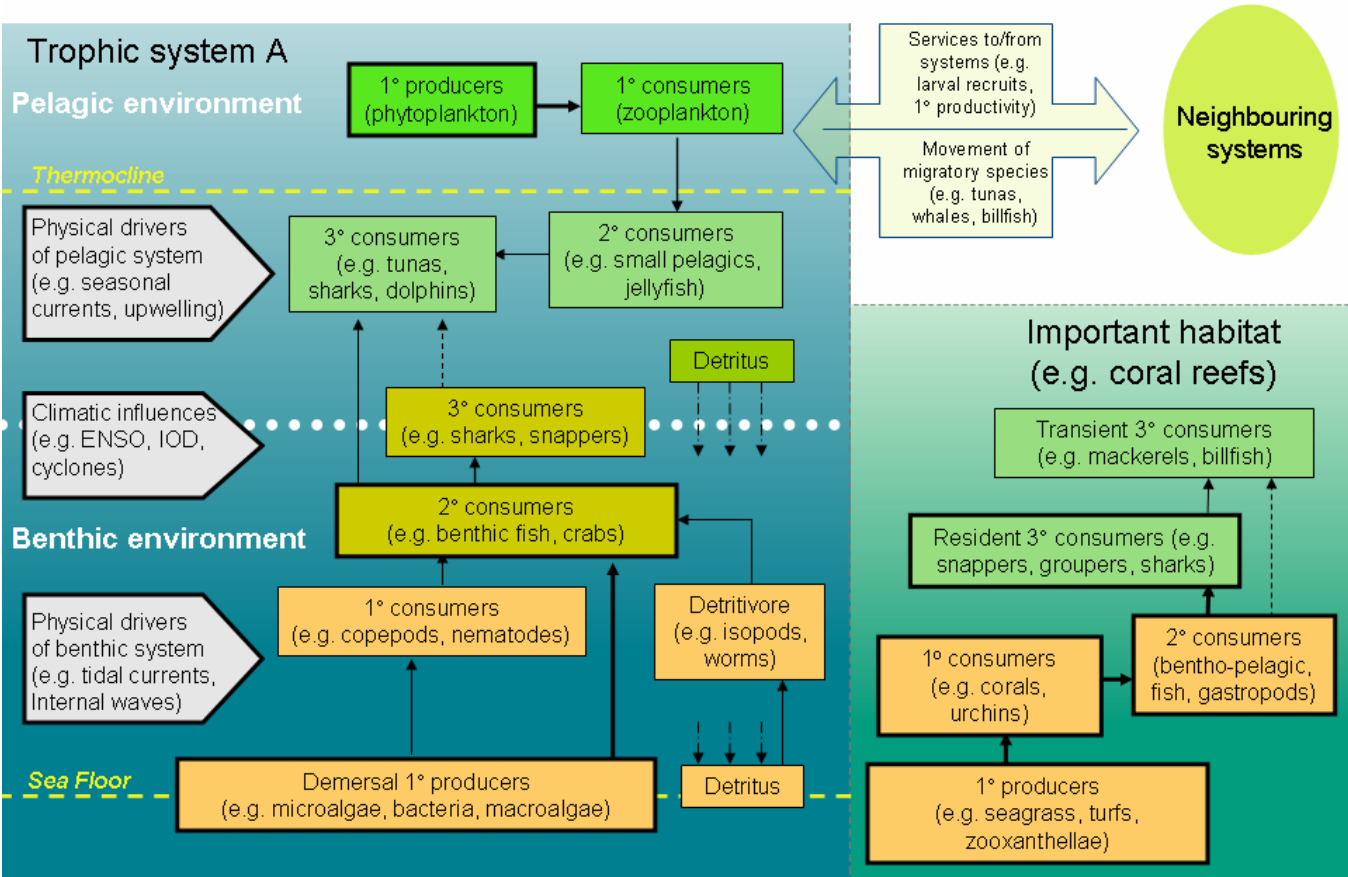 Trophic system A
Pelagic environment
1° producers
(phytoplankton)
1° consumers
(zooplankton)
Services to/from
systems (e.g.
larval recruits,
1° productivity)
Movement of
migratory species
(e.g. tunas,
whales, billfish)
Neighbouring
systems
Thermocline
Physical drivers
of pelagic system
(e.g. seasonal
currents, upwelling)
3° consumers
(e.g. tunas,
sharks, dolphins)
2° consumers
(e.g. small pelagics,
jellyfish)
Detritus
Climatic influences
(e.g. ENSO, IOD,
cyclones)
3° consumers
(e.g. sharks, snappers)
2° consumers
(e.g. benthic fish, crabs)
Benthic environment
Physical drivers
of benthic system
(e.g. tidal currents,
Internal waves)
1° consumers
(e.g. copepods, nematodes)
Detritivore
(e.g. isopods,
worms)
Sea Floor
Demersal 1° producers
(e.g. microalgae, bacteria, macroalgae)
Detritus
Important habitat
(e.g. coral reefs)
Transient 3° consumers
(e.g. mackerels, billfish)
Resident 3° consumers (e.g.
snappers, groupers, sharks)
1º consumers
(e.g. corals,
urchins)
2° consumers
(bentho-pelagic,
fish, gastropods)
1° producers
(e.g. seagrass, turfs,
zooxanthellae)